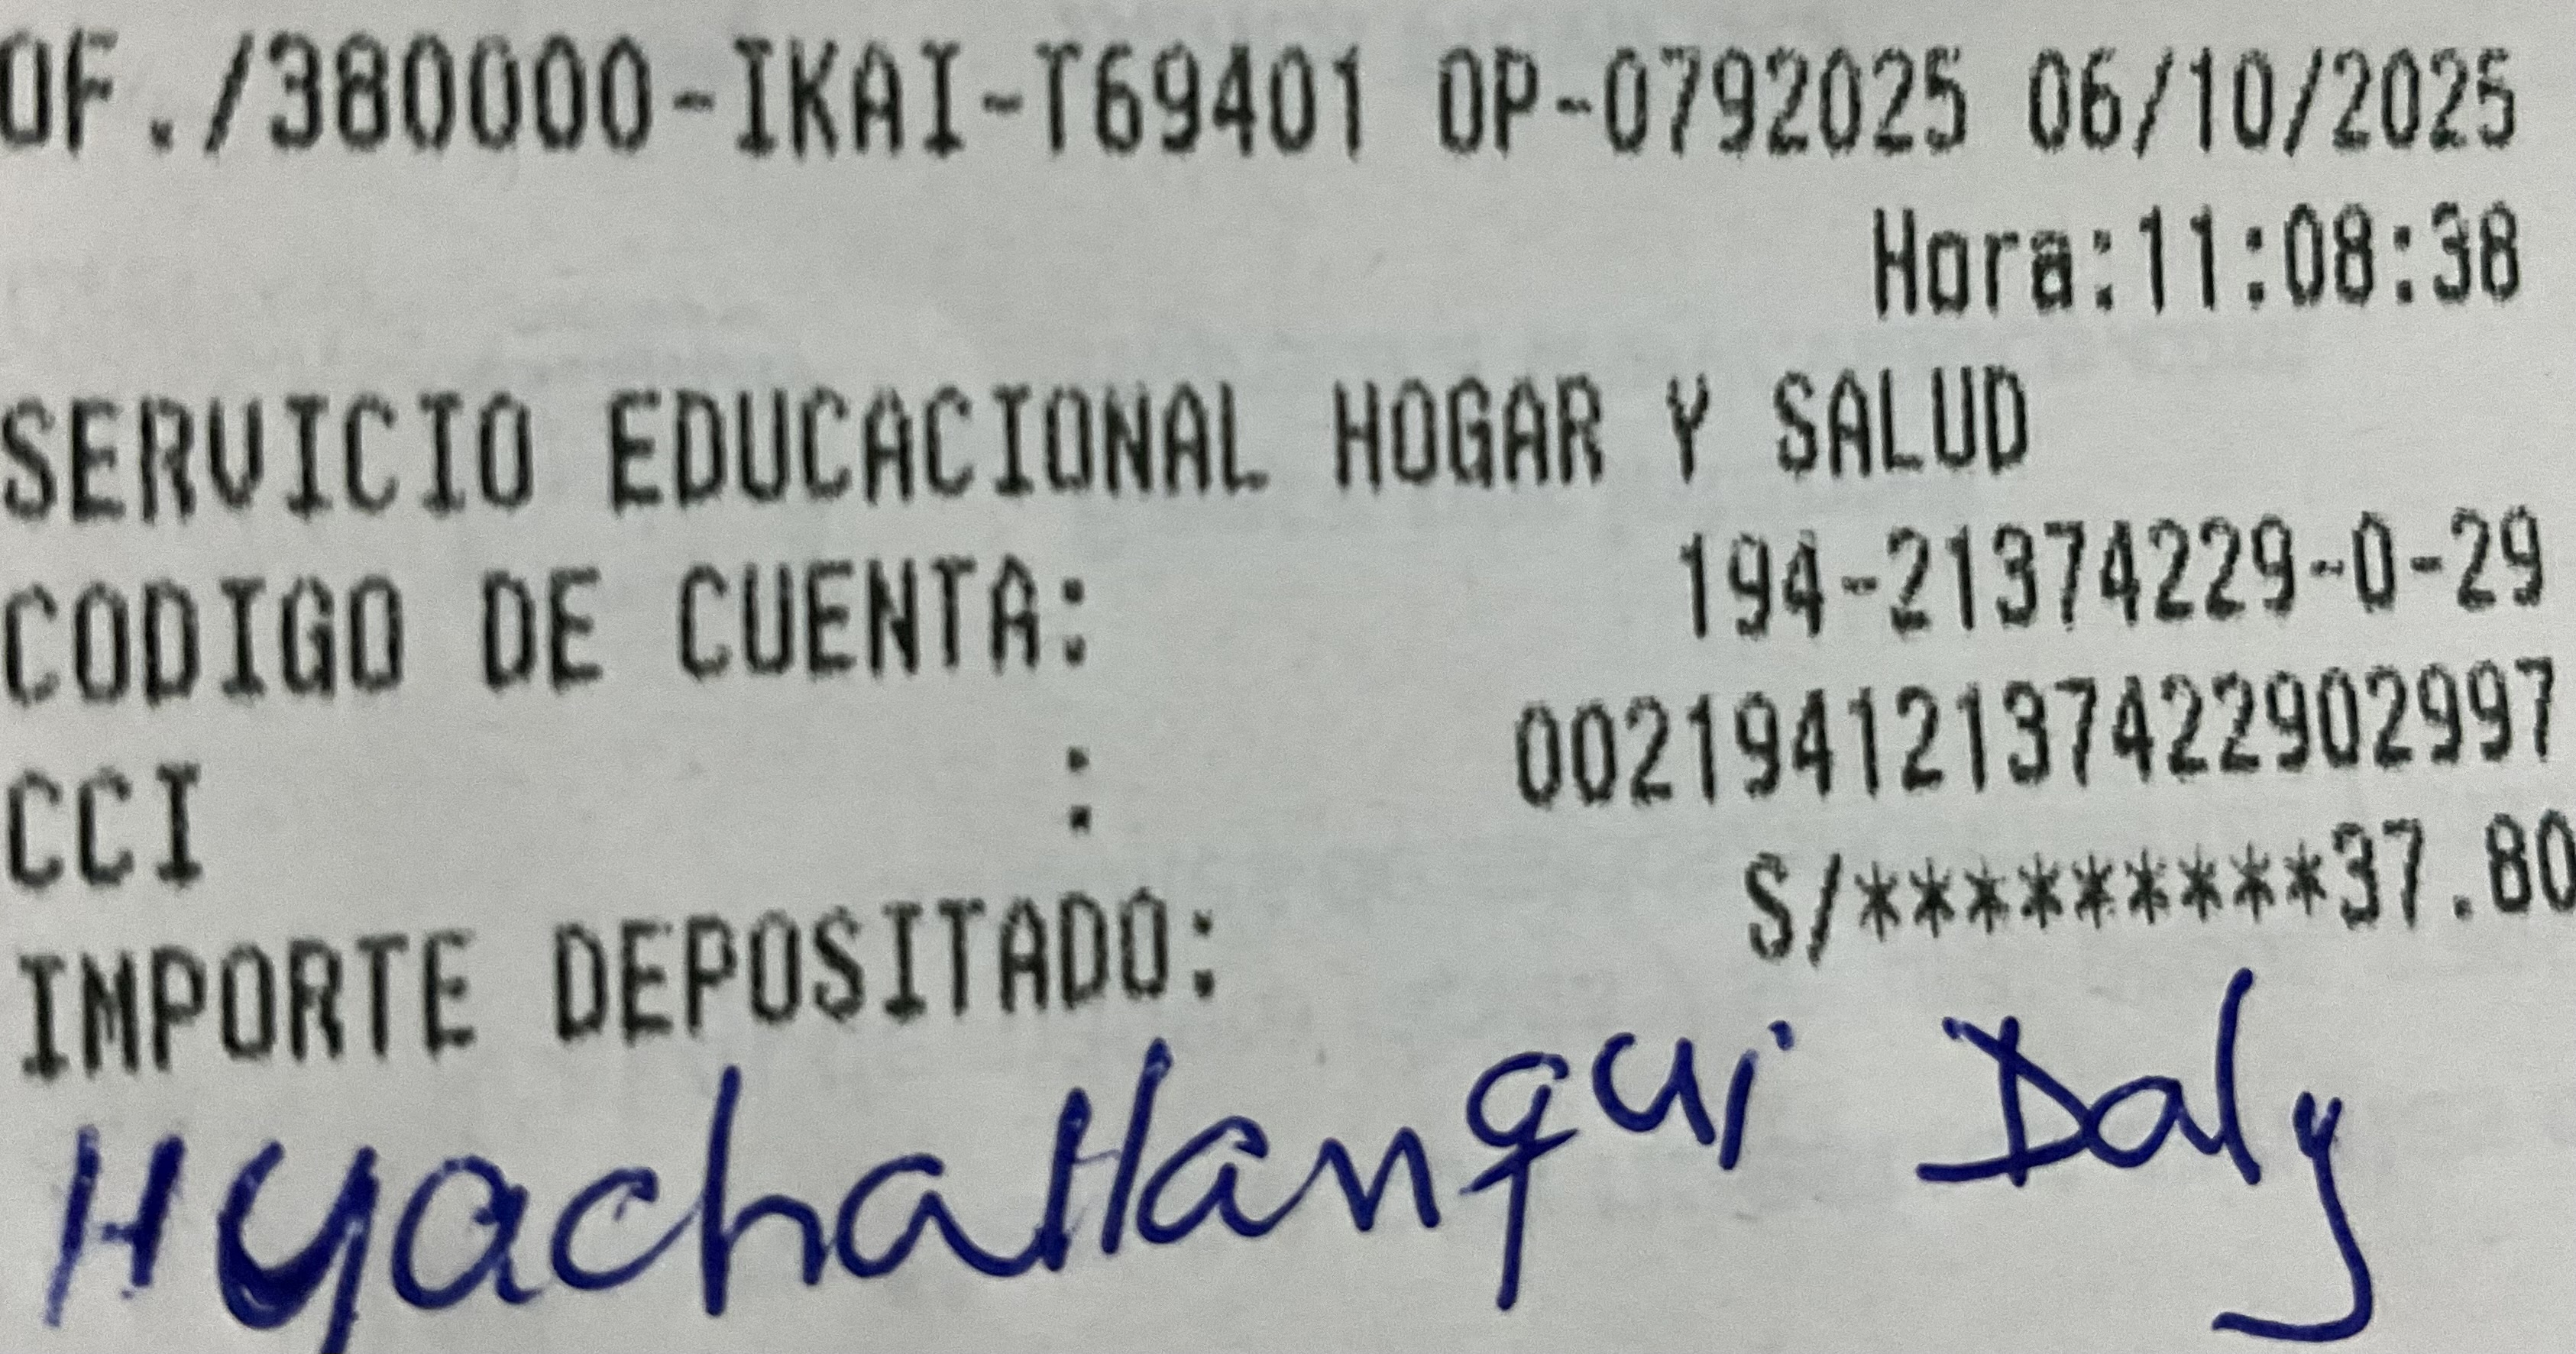 OF./380000-IKAI-T69401 OP-0792025 06/10/2025
Hora:11:08:38
SERVICIO EDUCACIONAL HOGAR Y SALUD
CODIGO DE CUENTA: 194-21374229-0-29
CCI : 00219412137422902997
IMPORTE DEPOSITADO: S/*********37.80
Hyachallanqui Daly